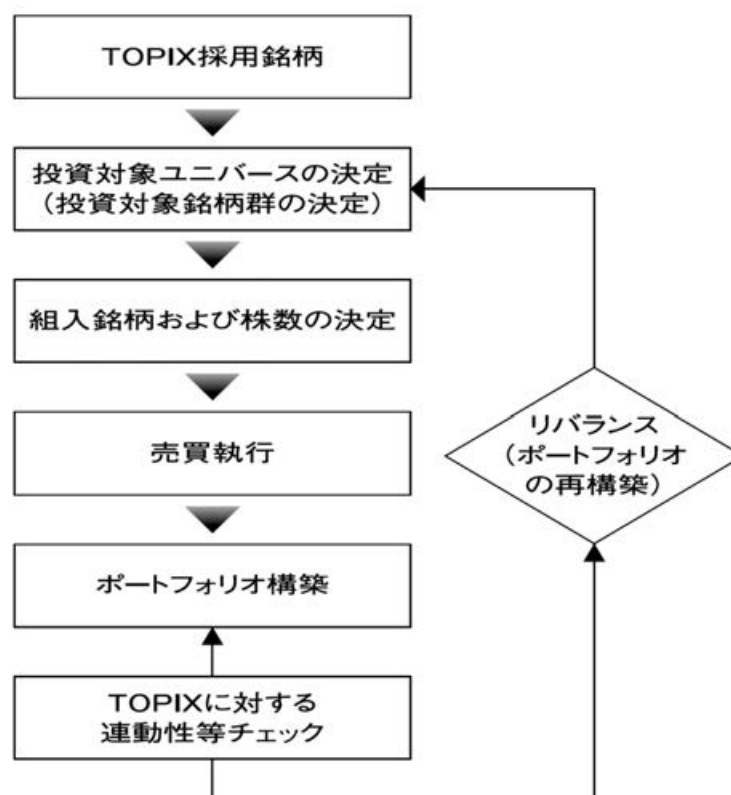 TOPIX採用銘柄
投資対象ユニバースの決定
（投資対象銘柄群の決定）
組入銘柄および株数の決定
売買執行
リバランス
（ポートフォリオ
の再構築）
ポートフォリオ構築
TOPIXに対する
連動性等チェック